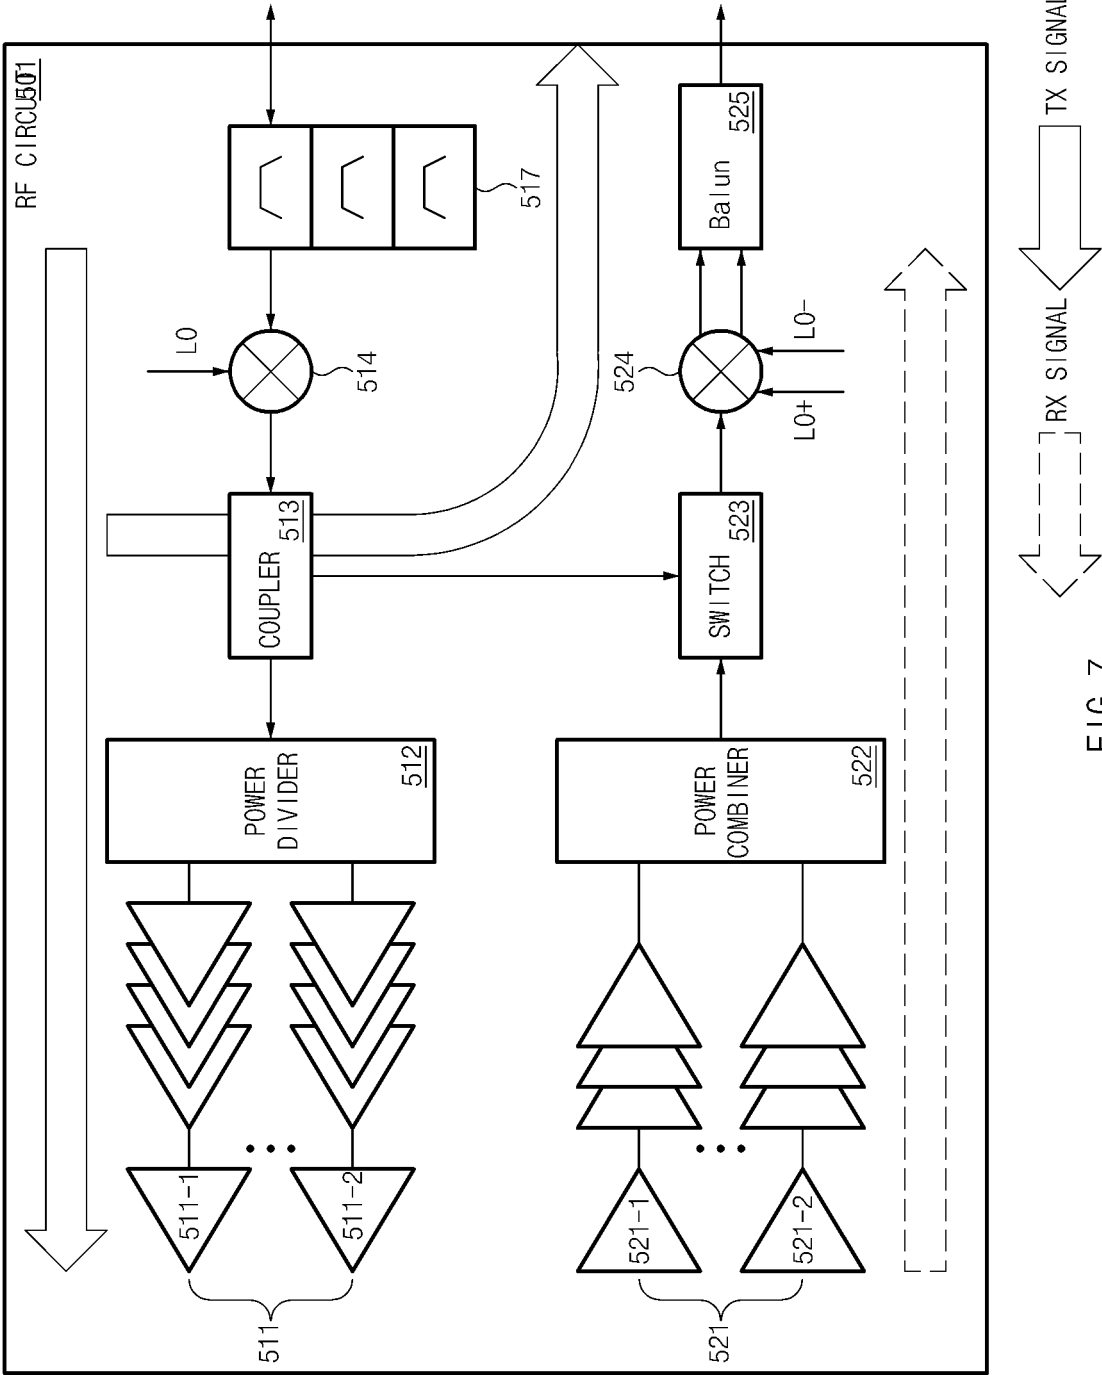 RF CIRCUIT 501
511
511-1
511-2
POWER
DIVIDER
512
COUPLER
513
LO
514
517
521
521-1
521-2
POWER
COMBINER
522
SWITCH
523
524
LO+
LO-
Balun
525
RX SIGNAL
TX SIGNAL
FIG. 7